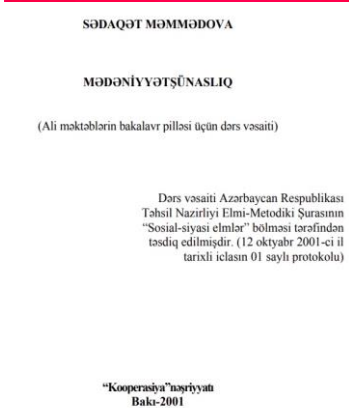 SƏDAQƏT MƏMMƏDOVA
MƏDƏNİYYƏTŞÜNASLIQ
(Ali məktəblərin bakalavr pilləsi üçün dərs vəsaiti)
Dərs vəsaiti Azərbaycan Respublikası
Təhsil Nazirliyi Elmi-Metodiki Şurasının
“Sosial-siyasi elmlər” bölməsi tərəfindən
təsdiq edilmişdir. (12 oktyabr 2001-ci il
tarixli iclasın 01 saylı protokolu)
“Kooperasiya”nəşriyyatı
Bakı-2001